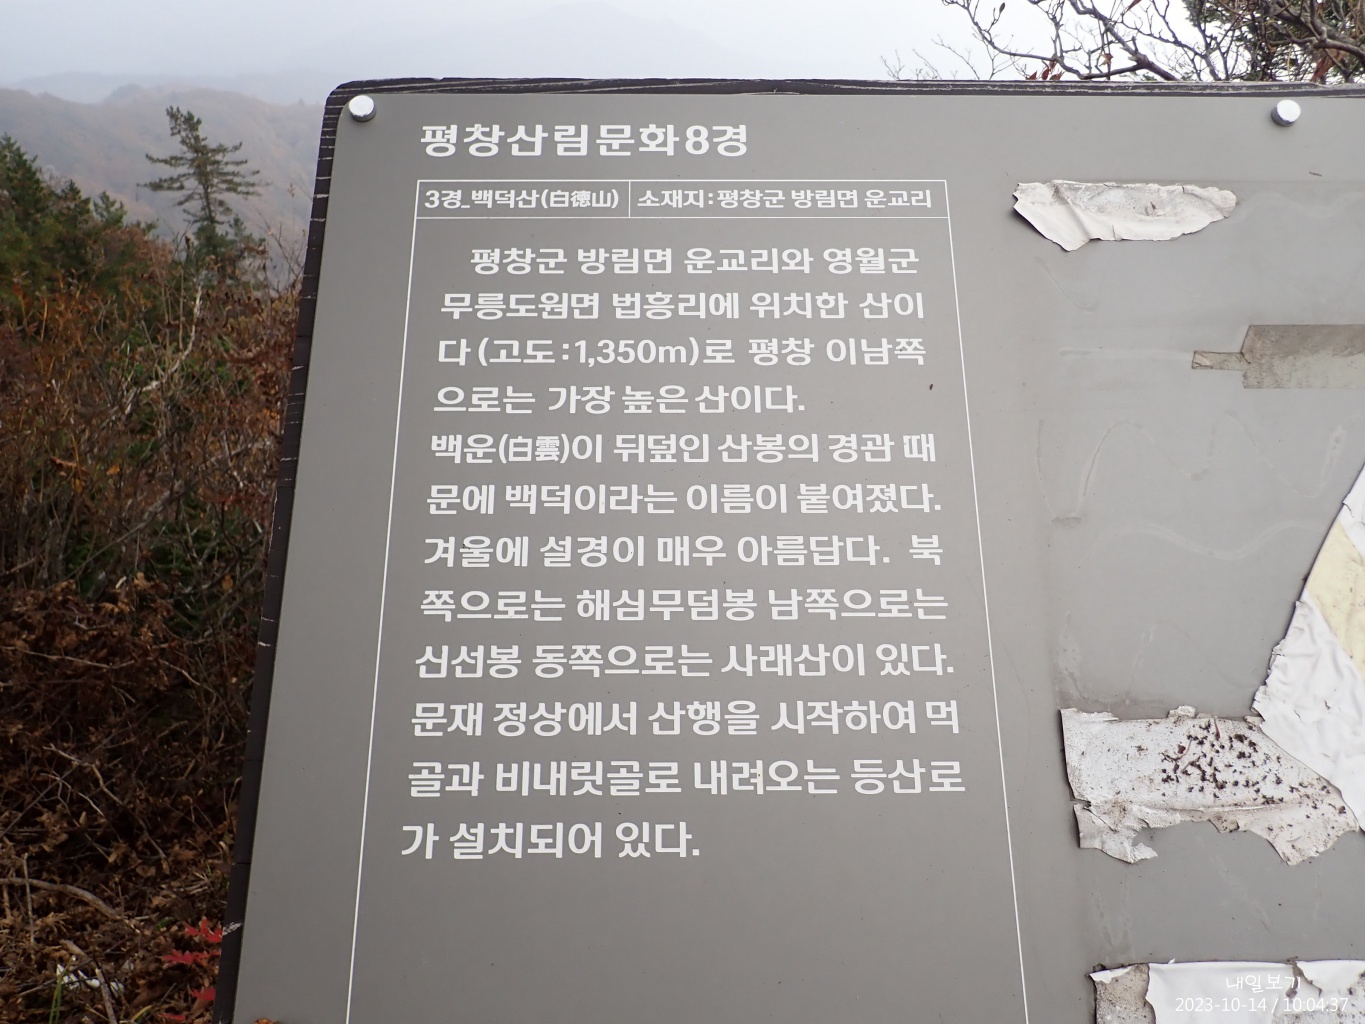 평창산림문화8경
3경_백덕산(白德山) 소재지:평창군 방림면 운교리
평창군 방림면 운교리와 영월군
무릉도원면 법흥리에 위치한 산이
다 (고도:1,350m)로 평창 이남쪽
으로는 가장 높은 산이다.
백운(白雲)이 뒤덮인 산봉의 경관 때
문에 백덕이라는 이름이 붙여졌다.
겨울에 설경이 매우 아름답다. 북
쪽으로는 해심무덤봉 남쪽으로는
신선봉 동쪽으로는 사래산이 있다.
문재 정상에서 산행을 시작하여 먹
골과 비내릿골로 내려오는 등산로
가 설치되어 있다.
내일보기
2023-10-14 / 10:04:37